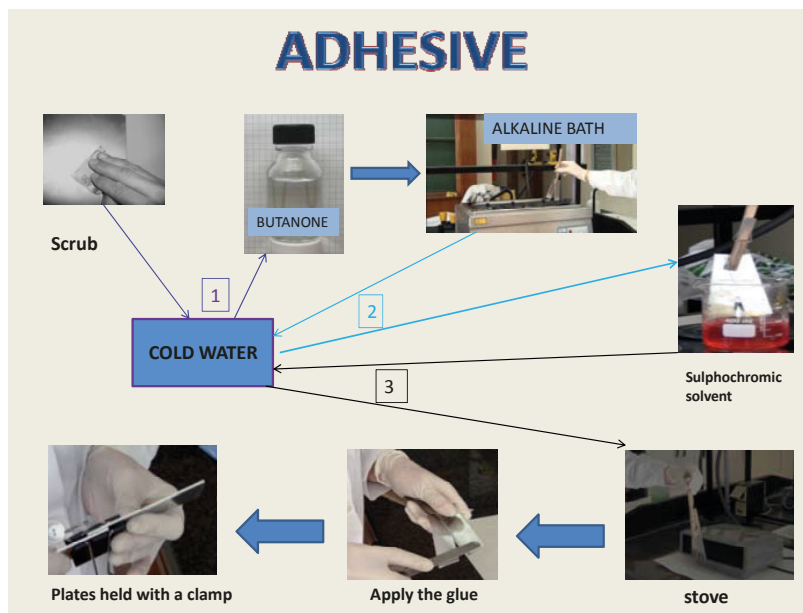 ADHESIVE
ALKALINE BATH
BUTANONE
Scrub
1
2
COLD WATER
3
Sulphochromic
solvent
Plates held with a clamp
Apply the glue
stove